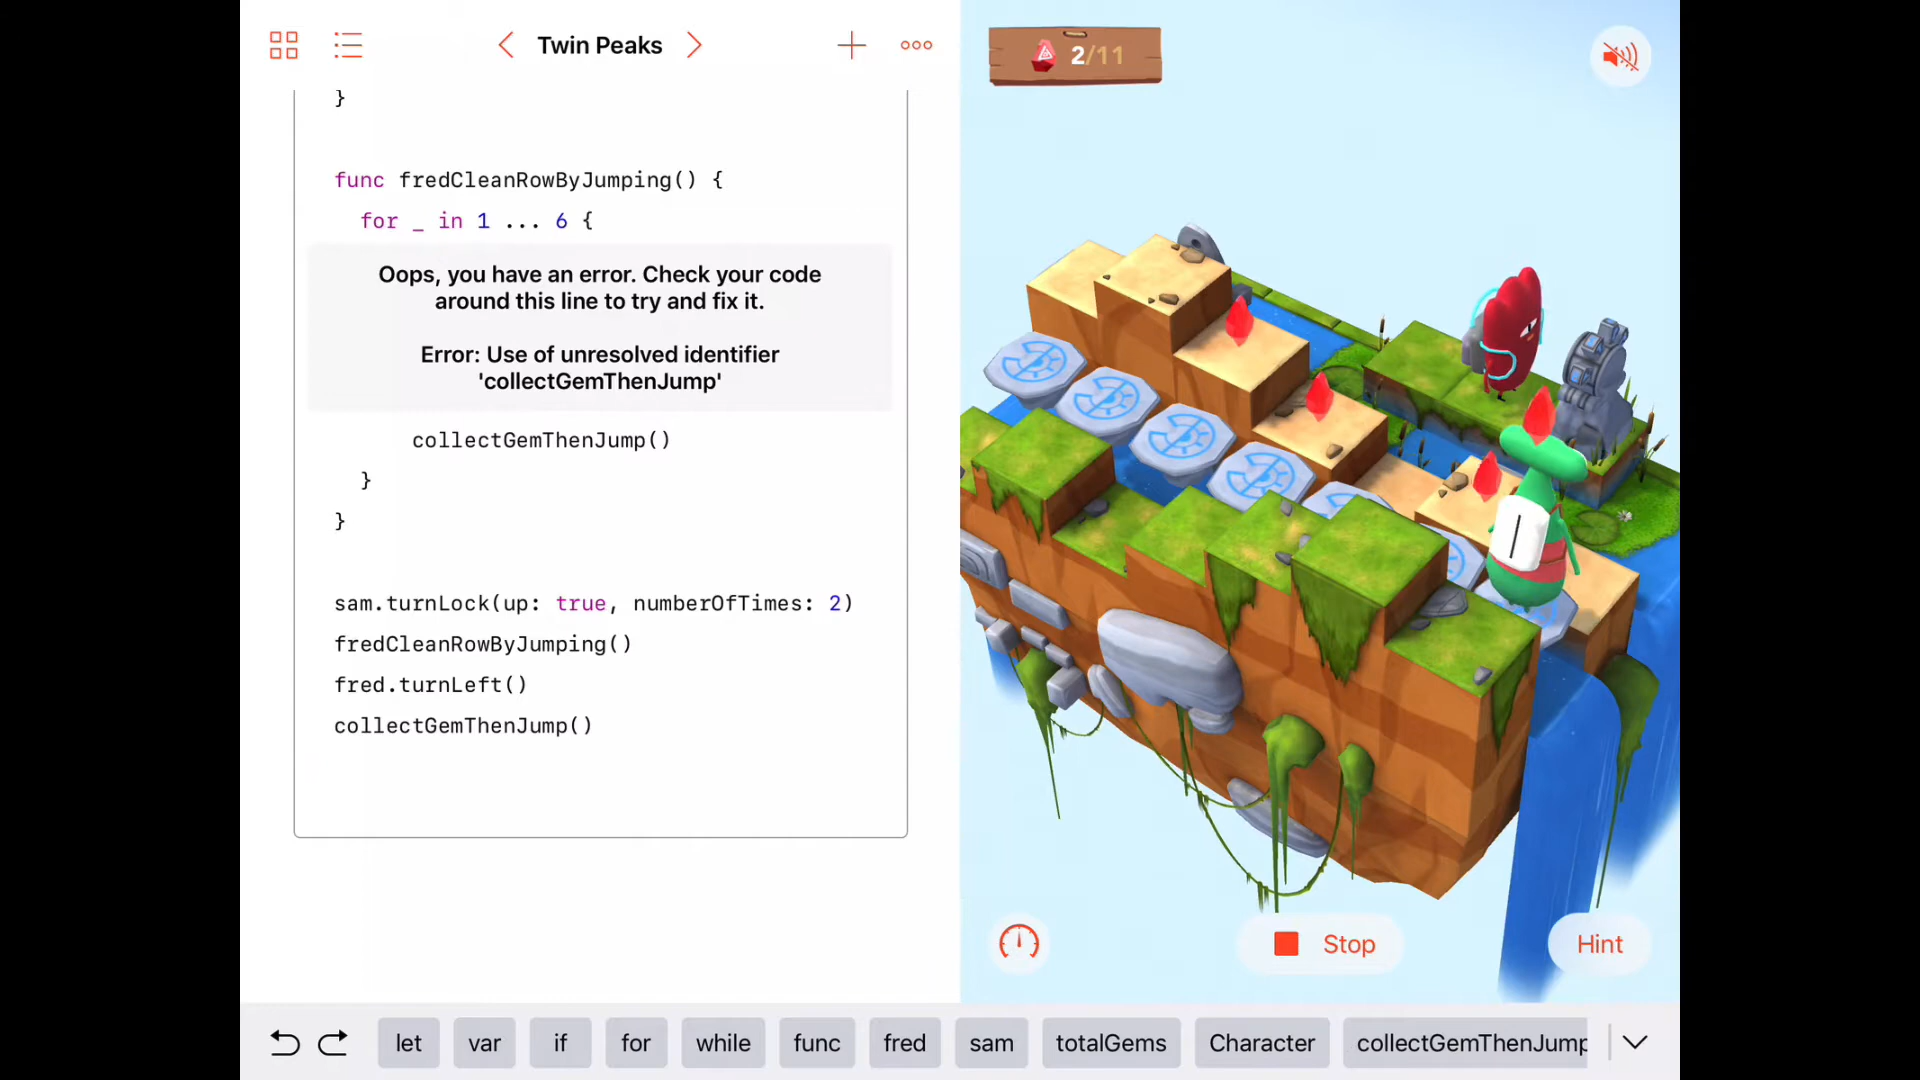 Twin Peaks
}
func fredCleanRowByJumping() {
for _ in 1 ... 6 {
Oops, you have an error. Check your code
around this line to try and fix it.
Error: Use of unresolved identifier
'collectGemThenJump'
collectGemThenJump()
}
}
sam.turnLock(up: true, numberOfTimes: 2)
fredCleanRowByJumping()
fred.turnLeft()
collectGemThenJump()
2/11
Stop
Hint
let var if for while func fred sam totalGems Character collectGemThenJump